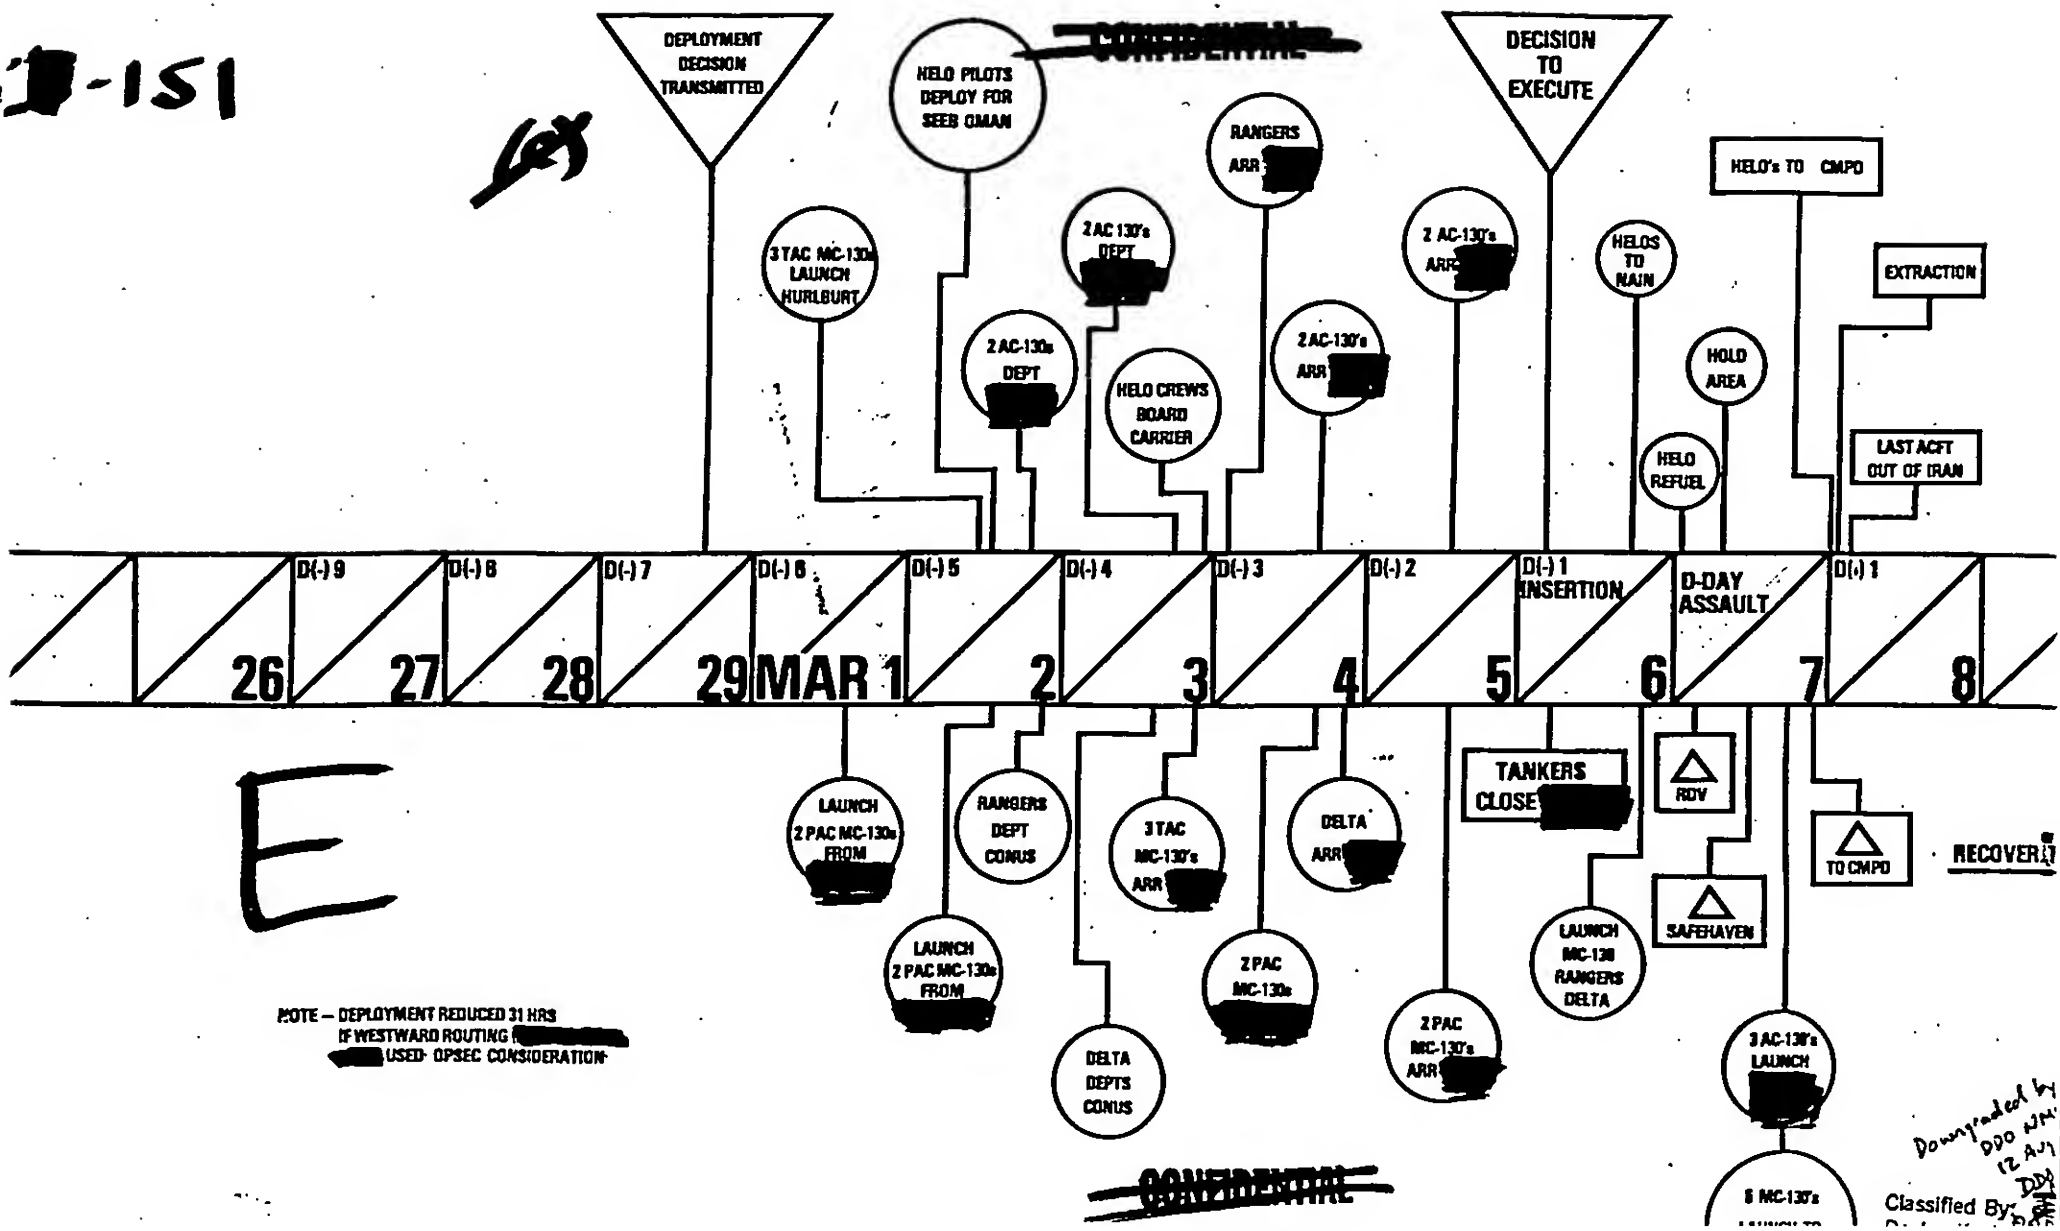 -151
CONFIDENTIAL
DEPLOYMENT
DECISION
TRANSMITTED
HELO PILOTS
DEPLOY FOR
SEEB OMAN
DECISION
TO
EXECUTE
RANGERS
ARR
HELO's TO CMPD
3 TAC MC-130s
LAUNCH
HURLBURT
2 AC 130's
DEPT
2 AC-130's
ARR
HELOS
TO
NAIN
EXTRACTION
2 AC-130s
DEPT
HELO CREWS
BOARD
CARRIER
2 AC-130's
ARR
HOLD
AREA
HELO
REFUEL
LAST ACFT
OUT OF IRAN
D(-) 9
D(-) 8
D(-) 7
D(-) 6
D(-) 5
D(-) 4
D(-) 3
D(-) 2
D(-) 1
INSERTION
D-DAY
ASSAULT
D(+) 1
26
27
28
29
MAR 1
2
3
4
5
6
7
8
E
LAUNCH
2 PAC MC-130s
FROM
RANGERS
DEPT
CONUS
3 TAC
MC-130's
ARR
DELTA
ARR
TANKERS
CLOSE
RDV
TO CMPD
SAFEHAVEN
LAUNCH
2 PAC MC-130s
FROM
2 PAC
MC-130s
LAUNCH
MC-130
RANGERS
DELTA
DELTA
DEPTS
CONUS
2 PAC
MC-130's
ARR
3 AC-130's
LAUNCH
NOTE – DEPLOYMENT REDUCED 31 HRS
IF WESTWARD ROUTING
USED- OPSEC CONSIDERATION
CONFIDENTIAL
Downgraded by
DDO
12
Classified By:
MC-130's